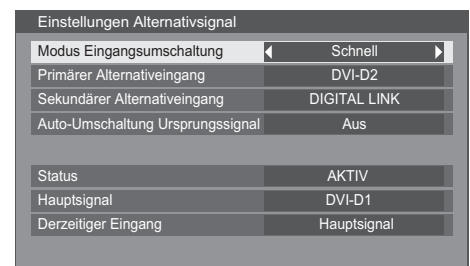 Einstellungen Alternativsignal
Modus Eingangsumschaltung Schnell
Primärer Alternativeingang DVI-D2
Sekundärer Alternativeingang DIGITAL LINK
Auto-Umschaltung Ursprungssignal Aus
Status AKTIV
Hauptsignal DVI-D1
Derzeitiger Eingang Hauptsignal